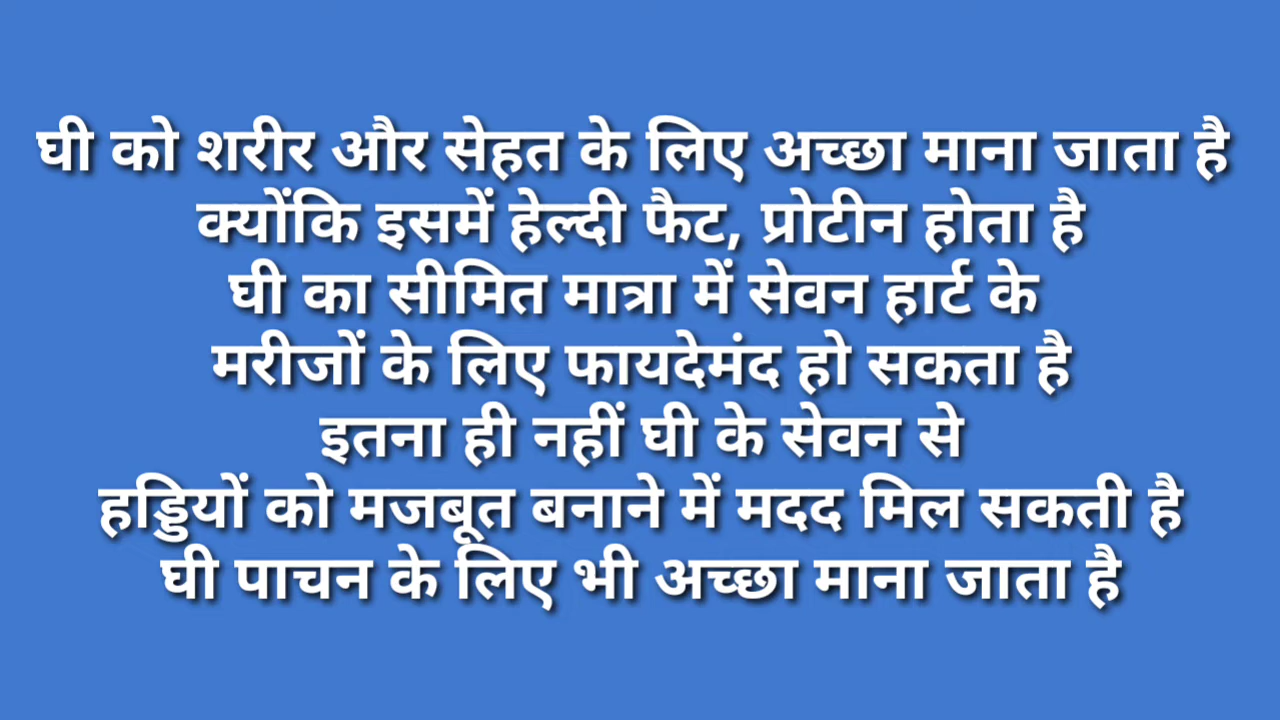 घी को शरीर और सेहत के लिए अच्छा माना जाता है
क्योंकि इसमें हेल्दी फैट, प्रोटीन होता है
घी का सीमित मात्रा में सेवन हार्ट के
मरीजों के लिए फायदेमंद हो सकता है
इतना ही नहीं घी के सेवन से
हड्डियों को मजबूत बनाने में मदद मिल सकती है
घी पाचन के लिए भी अच्छा माना जाता है